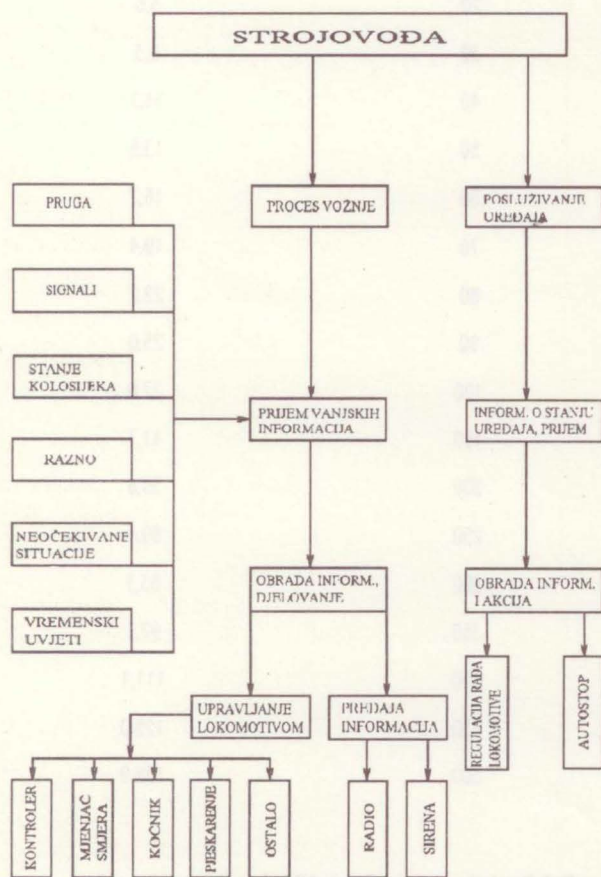 STROJOVOĐA
PRUGA
PROCES VOŽNJE
POSLUŽIVANJE
UREĐAJA
SIGNALI
STANJE
KOLOSIJEKA
PRIJEM VANJSKIH
INFORMACIJA
INFORM. O STANJU
UREĐAJA, PRIJEM
RAZNO
NEOČEKIVANE
SITUACIJE
OBRADA INFORM.,
DJELOVANJE
OBRADA INFORM.
I AKCIJA
VREMENSKI
UVJETI
UPRAVLJANJE
LOKOMOTIVOM
PREDAJA
INFORMACIJA
REGULACIJA RADA
LOKOMOTIVE
AUTOSTOP
KONTROLER
MJENJAČ
SMJERA
KOČNIK
PJESKARENJE
OSTALO
RADIO
SIRENA